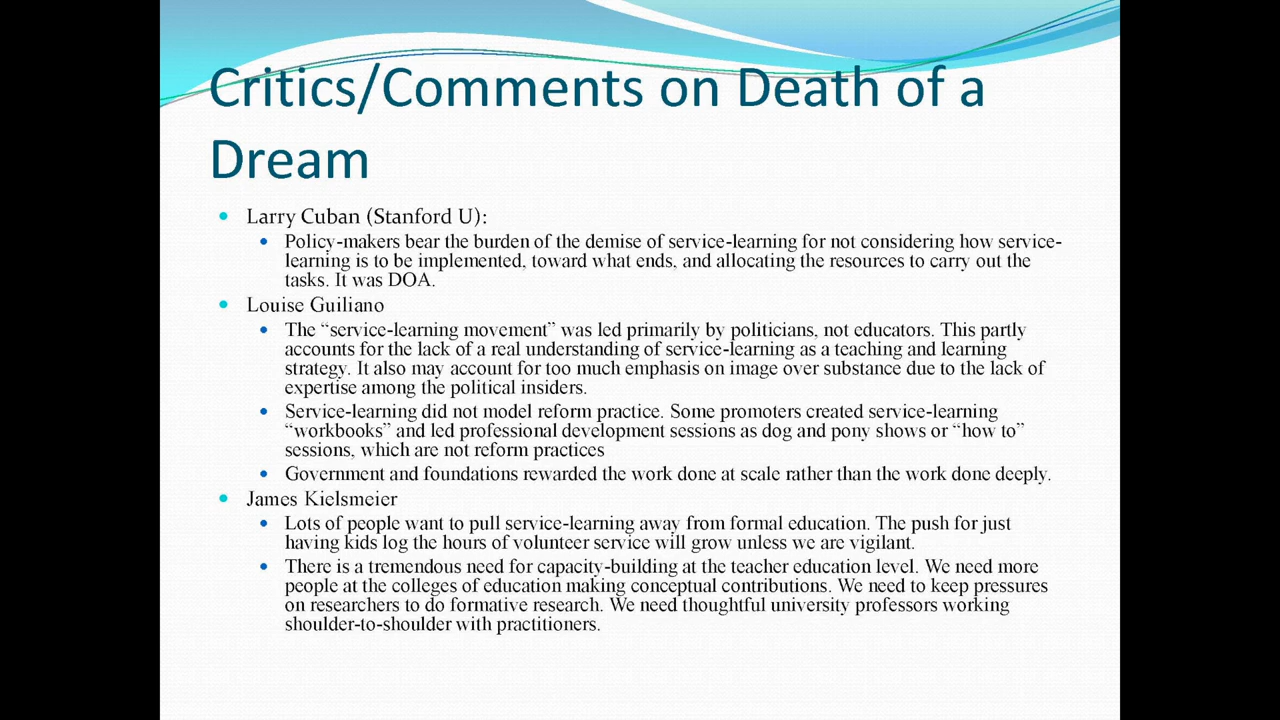 Critics/Comments on Death of a
Dream
Larry Cuban (Stanford U):
Policy-makers bear the burden of the demise of service-learning for not considering how service-
learning is to be implemented, toward what ends, and allocating the resources to carry out the
tasks. It was DOA.
Louise Guiliano
The “service-learning movement” was led primarily by politicians, not educators. This partly
accounts for the lack of a real understanding of service-learning as a teaching and learning
strategy. It also may account for too much emphasis on image over substance due to the lack of
expertise among the political insiders.
Service-learning did not model reform practice. Some promoters created service-learning
“workbooks” and led professional development sessions as dog and pony shows or “how to”
sessions, which are not reform practices
Government and foundations rewarded the work done at scale rather than the work done deeply.
James Kielsmeier
Lots of people want to pull service-learning away from formal education. The push for just
having kids log the hours of volunteer service will grow unless we are vigilant.
There is a tremendous need for capacity-building at the teacher education level. We need more
people at the colleges of education making conceptual contributions. We need to keep pressures
on researchers to do formative research. We need thoughtful university professors working
shoulder-to-shoulder with practitioners.